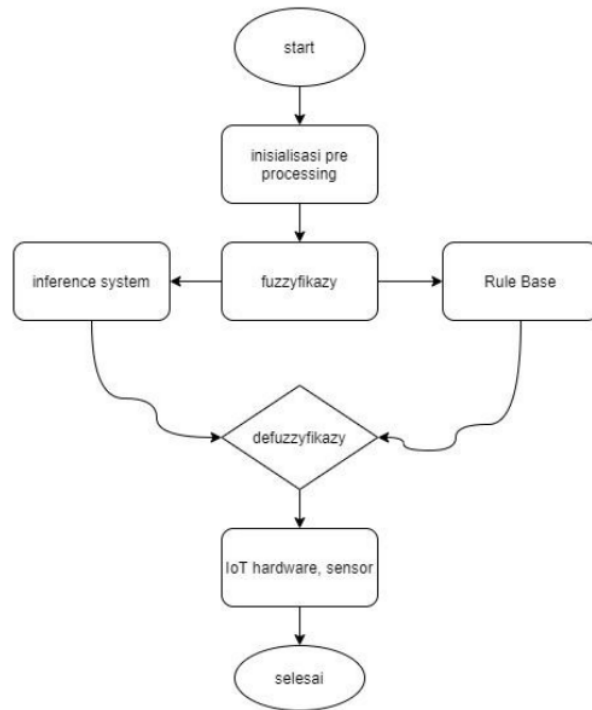 start
inisialisasi pre
processing
inference system
fuzzyfikazy
Rule Base
defuzzyfikazy
IoT hardware, sensor
selesai